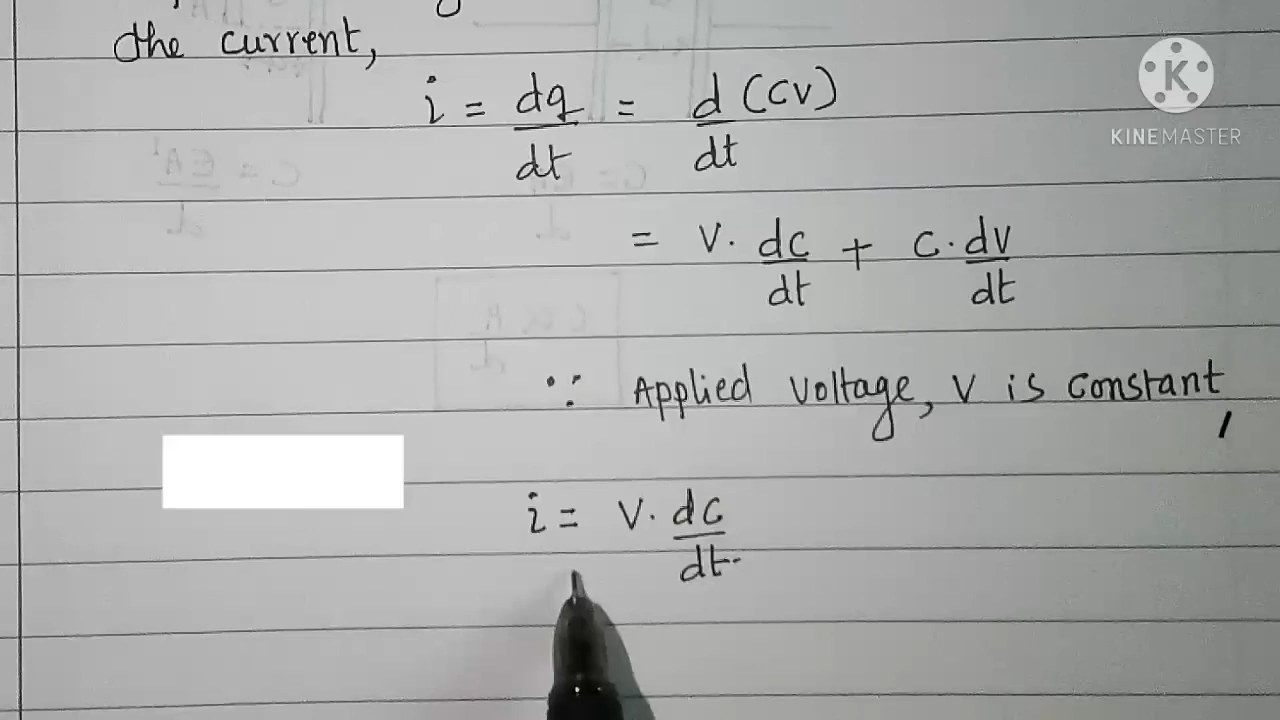 the current,
i = dq/dt = d/dt (CV)
= V. dc/dt + C. dV/dt
∵ Applied Voltage, V is constant,
i = V. dc/dt
K
KINEMASTER